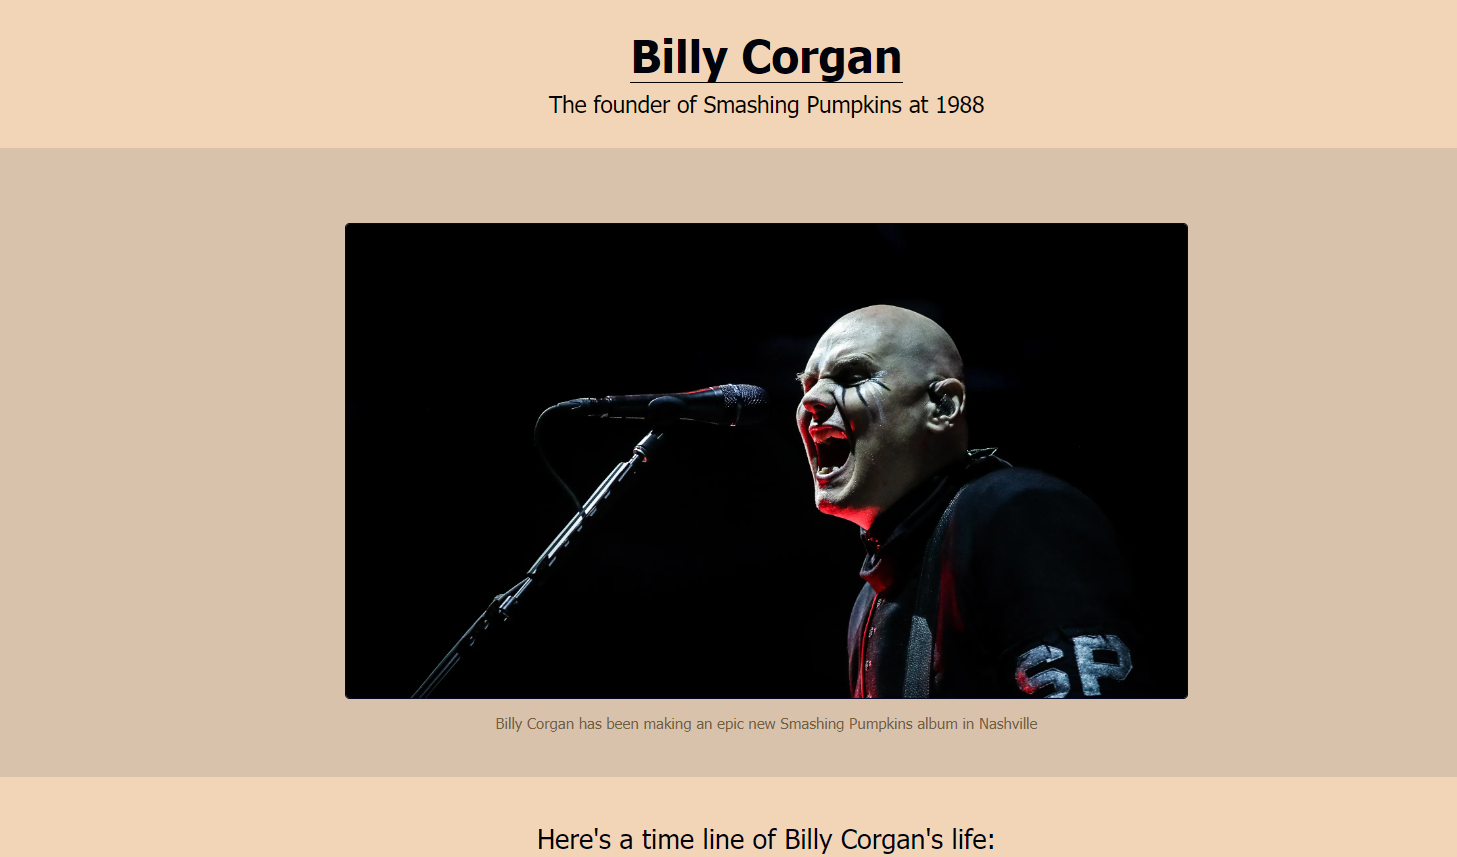 Billy Corgan
The founder of Smashing Pumpkins at 1988
SP
Billy Corgan has been making an epic new Smashing Pumpkins album in Nashville
Here's a time line of Billy Corgan's life: